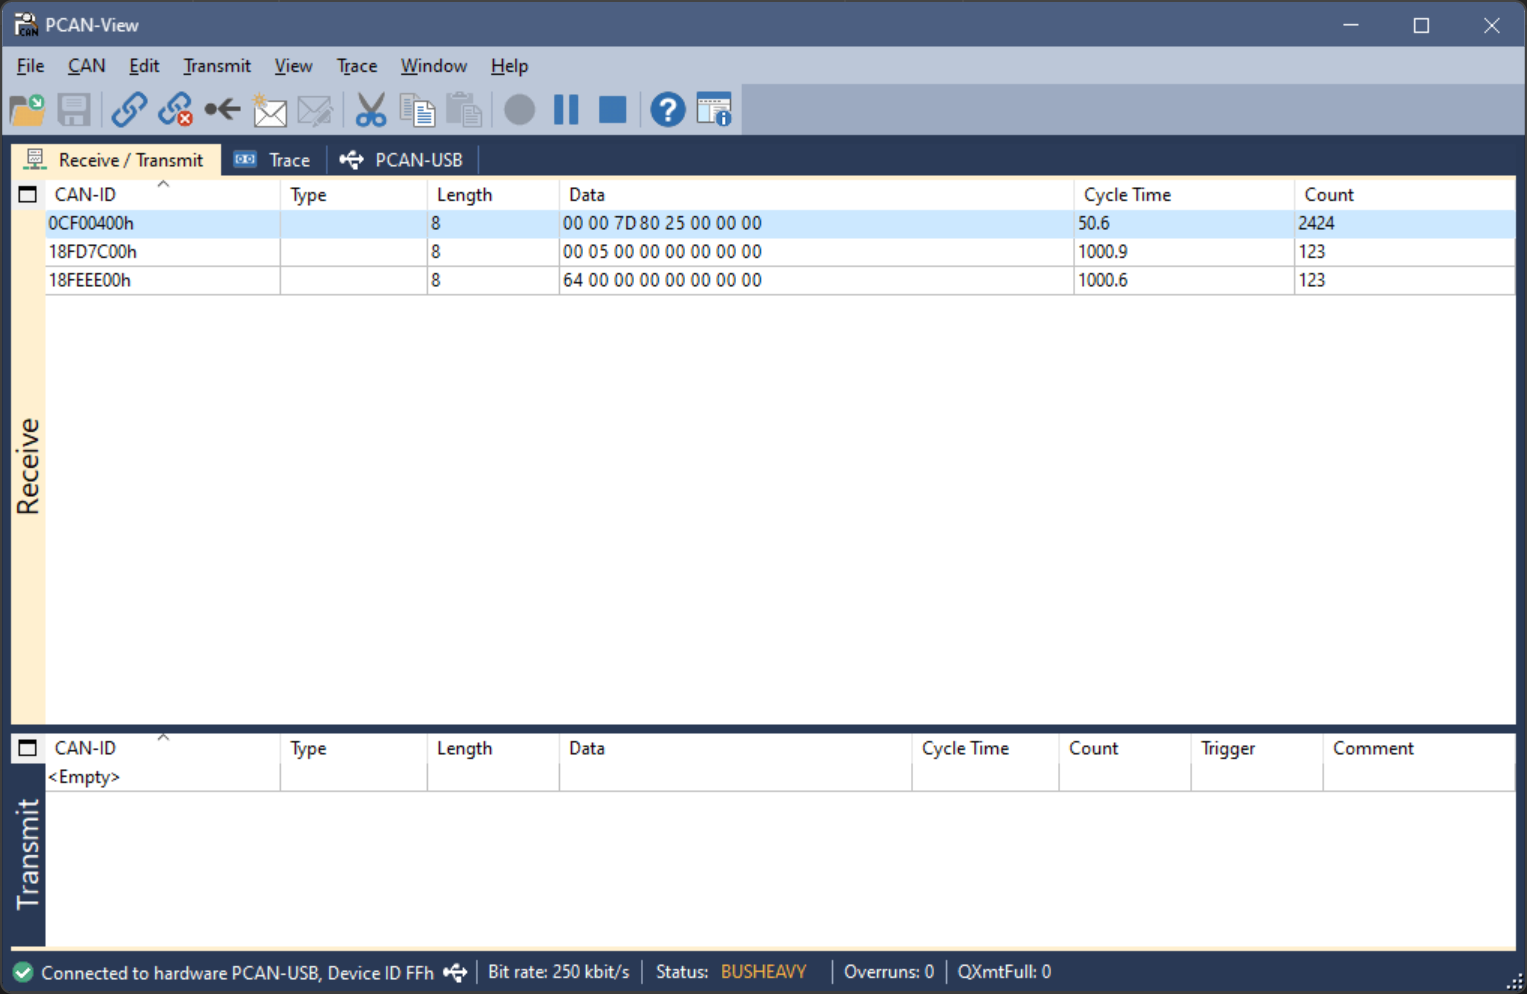 PCAN-View
File CAN Edit Transmit View Trace Window Help
Receive / Transmit Trace PCAN-USB
CAN-ID Type Length Data Cycle Time Count
0CF00400h 8 00 00 7D 80 25 00 00 00 50.6 2424
18FD7C00h 8 00 05 00 00 00 00 00 00 1000.9 123
18FEEE00h 8 64 00 00 00 00 00 00 00 1000.6 123
Receive
CAN-ID Type Length Data Cycle Time Count Trigger Comment
<Empty>
Transmit
Connected to hardware PCAN-USB, Device ID FFh Bit rate: 250 kbit/s Status: BUSHEAVY Overruns: 0 QXmtFull: 0